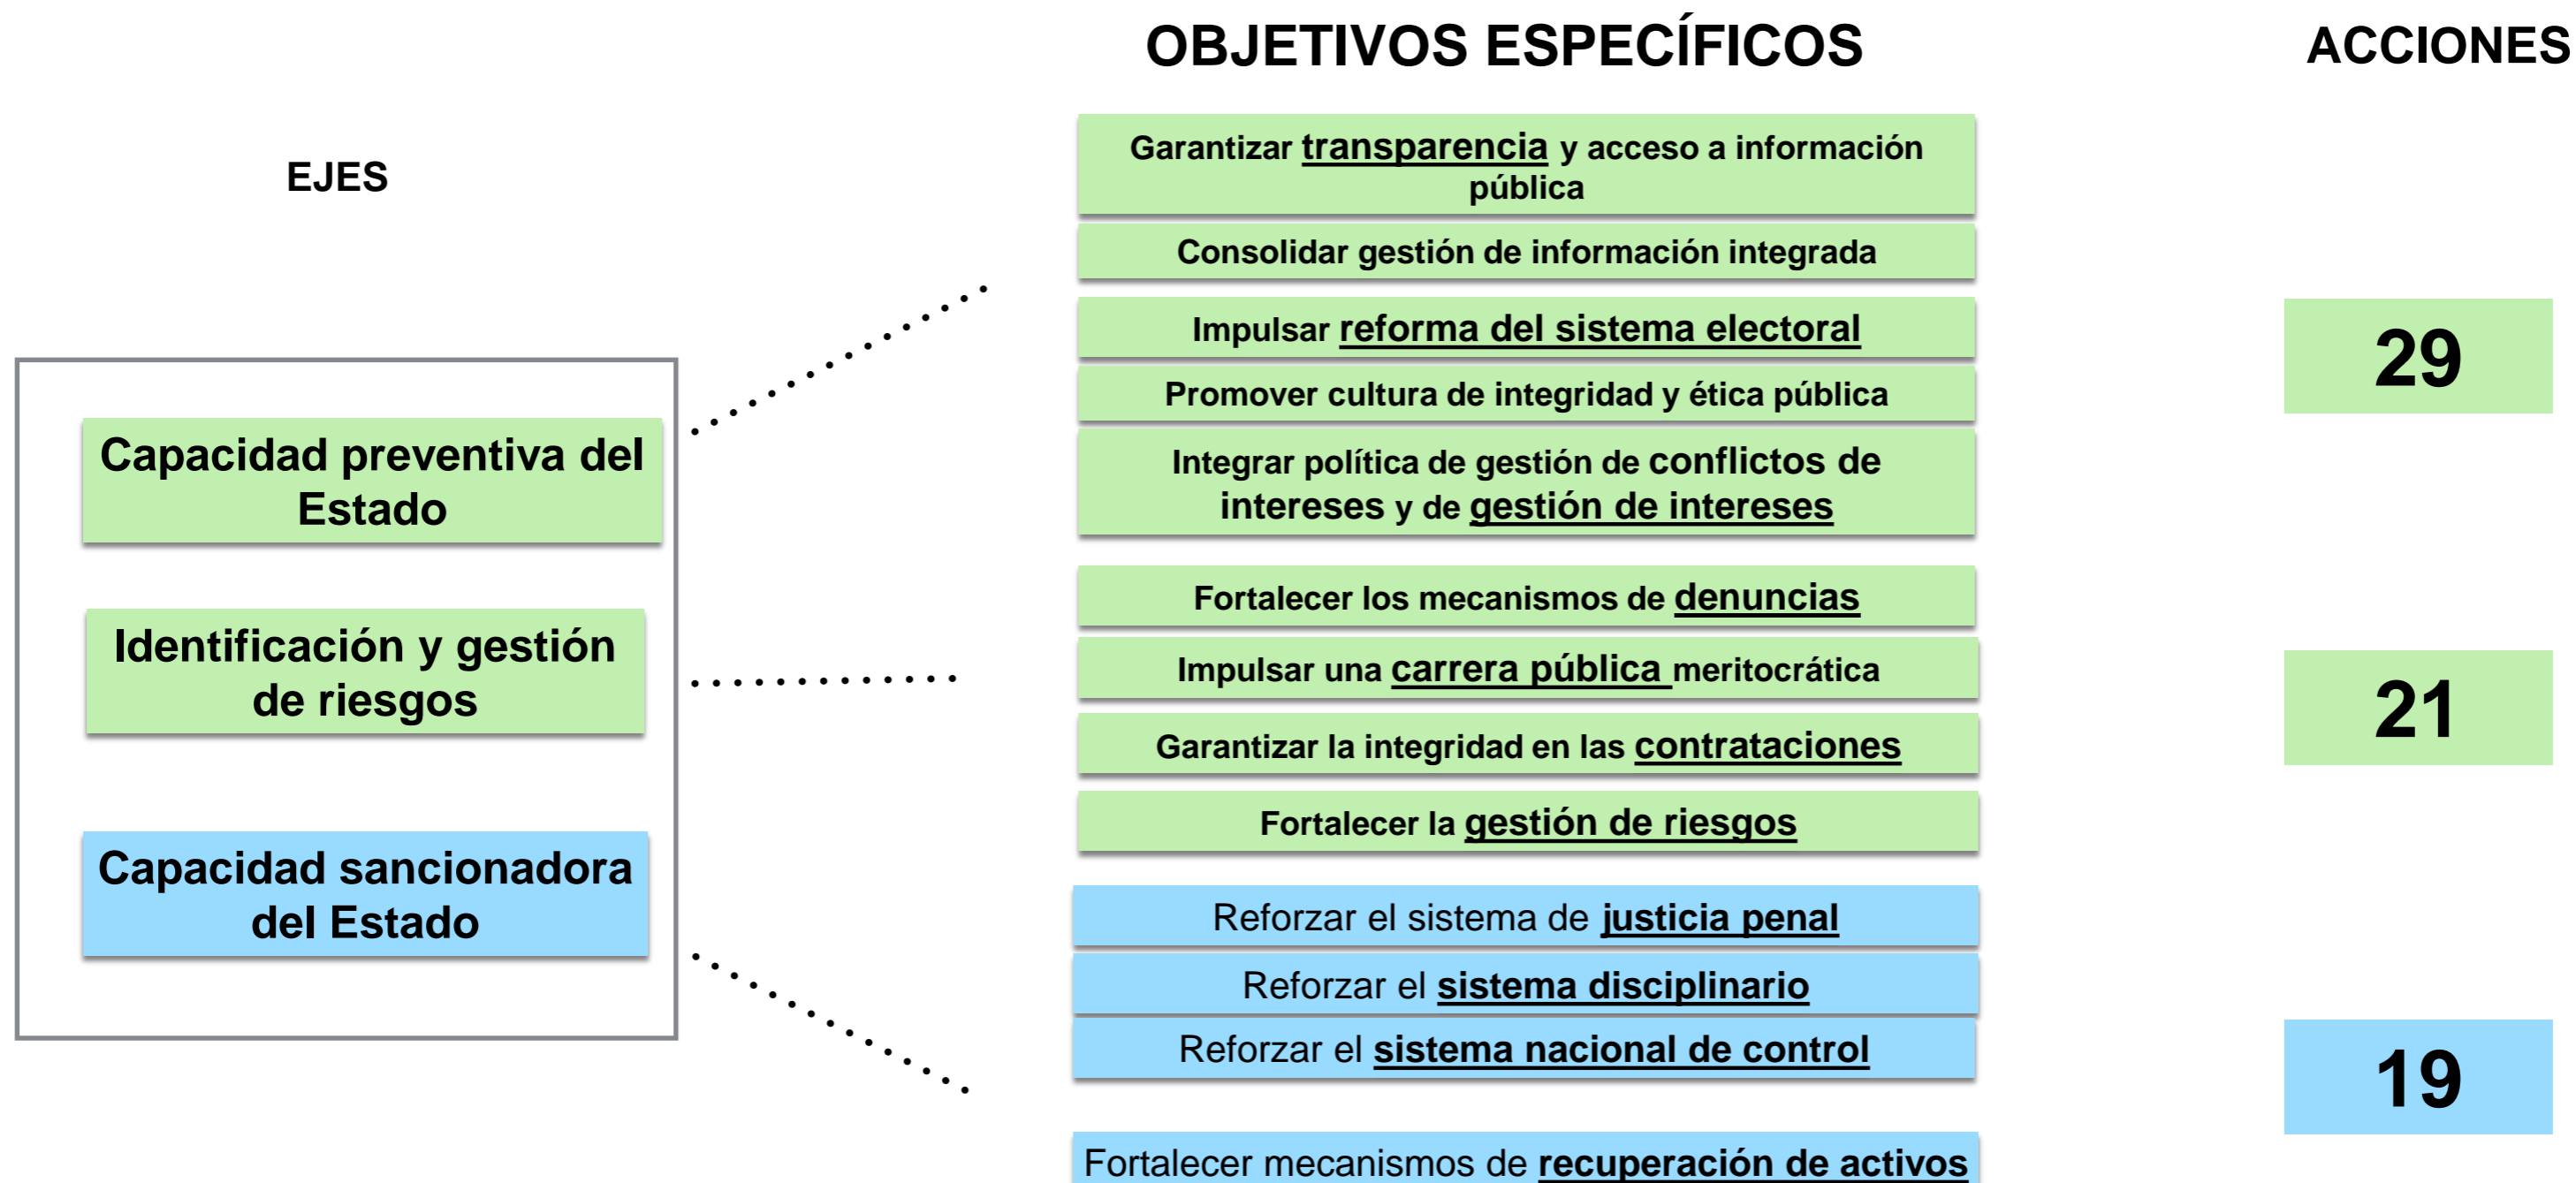 OBJETIVOS ESPECÍFICOS
ACCIONES
EJES
Capacidad preventiva del
Estado
Identificación y gestión
de riesgos
Capacidad sancionadora
del Estado
Garantizar transparencia y acceso a información
pública
Consolidar gestión de información integrada
Impulsar reforma del sistema electoral
Promover cultura de integridad y ética pública
Integrar política de gestión de conflictos de
intereses y de gestión de intereses
Fortalecer los mecanismos de denuncias
Impulsar una carrera pública meritocrática
Garantizar la integridad en las contrataciones
Fortalecer la gestión de riesgos
Reforzar el sistema de justicia penal
Reforzar el sistema disciplinario
Reforzar el sistema nacional de control
Fortalecer mecanismos de recuperación de activos
29
21
19